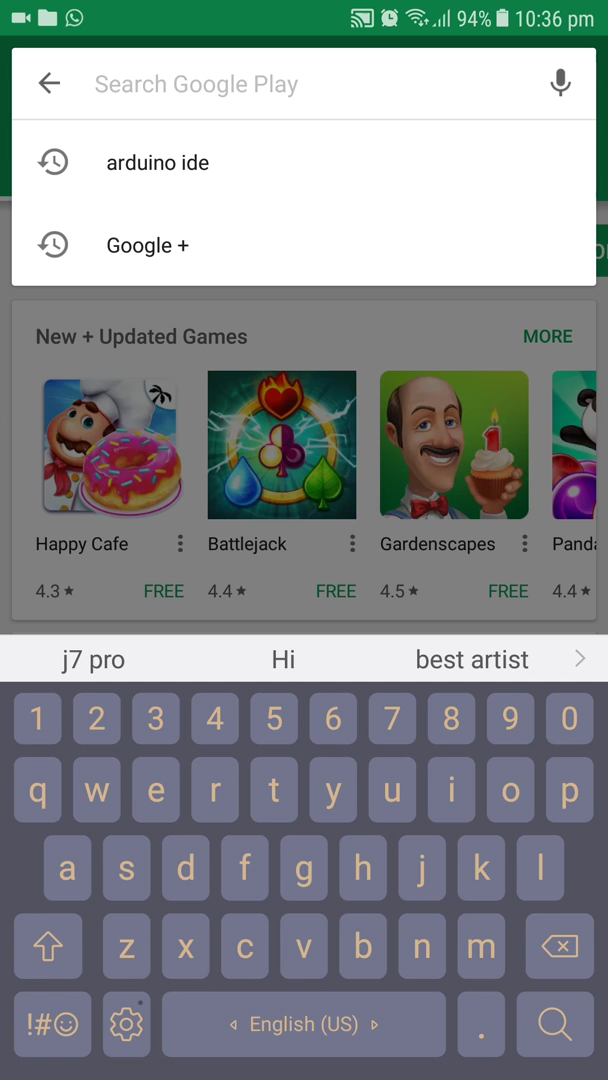 94% 10:36 pm
Search Google Play
arduino ide
Google +
New + Updated Games MORE
1
Happy Cafe Battlejack Gardenscapes Panda
4.3 FREE 4.4 FREE 4.5 FREE 4.4
j7 pro Hi best artist
1 2 3 4 5 6 7 8 9 0
q w e r t y u i o p
a s d f g h j k l
z x c v b n m
!# English (US) .